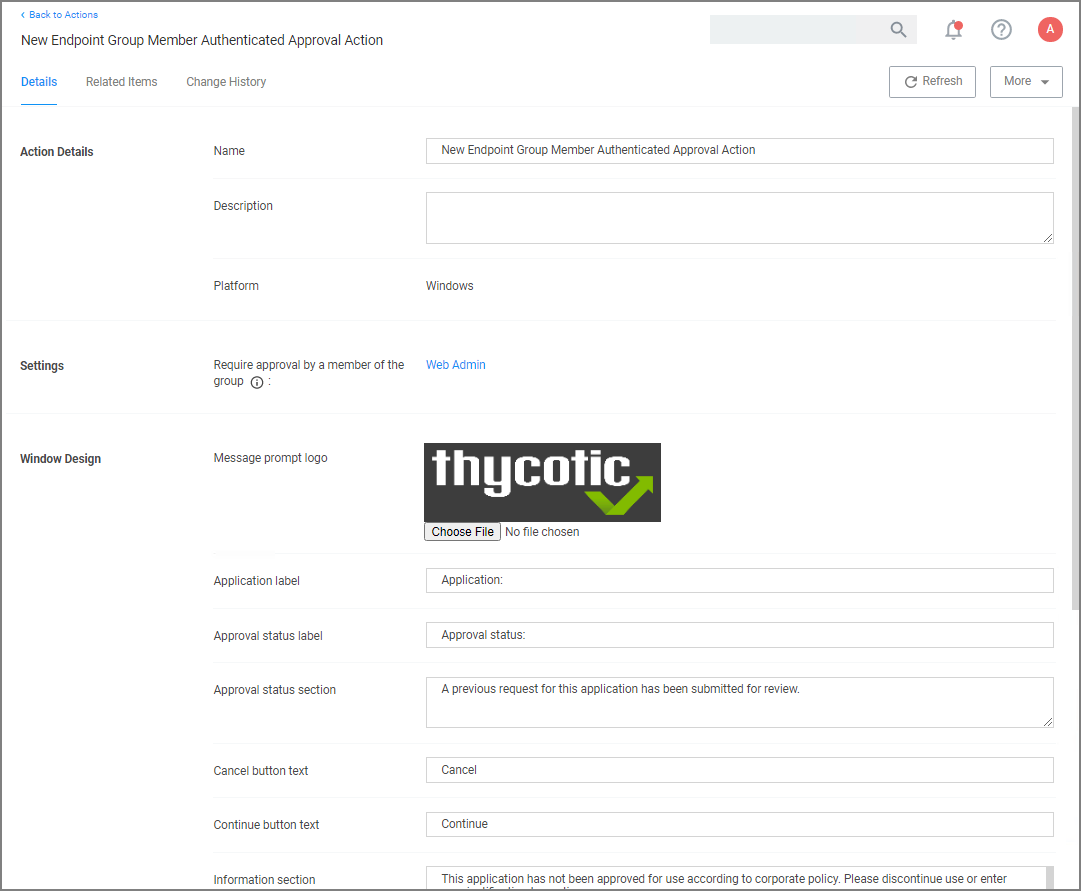 ‹ Back to Actions
New Endpoint Group Member Authenticated Approval Action
A
Details
Related Items
Change History
Refresh
More
Action Details
Name
New Endpoint Group Member Authenticated Approval Action
Description
Platform
Windows
Settings
Require approval by a member of the
group :
Web Admin
Window Design
Message prompt logo
thycotic
Choose File No file chosen
Application label
Application:
Approval status label
Approval status:
Approval status section
A previous request for this application has been submitted for review.
Cancel button text
Cancel
Continue button text
Continue
Information section
This application has not been approved for use according to corporate policy. Please discontinue use or enter